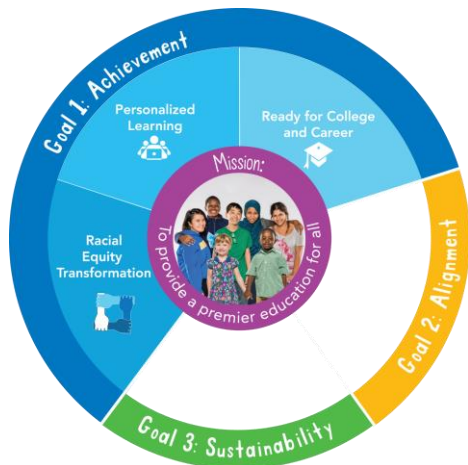 Goal 1: Achievement
Personalized
Learning
Ready for College
and Career
Racial
Equity
Transformation
Mission:
To provide a premier education for all
Goal 2: Alignment
Goal 3: Sustainability